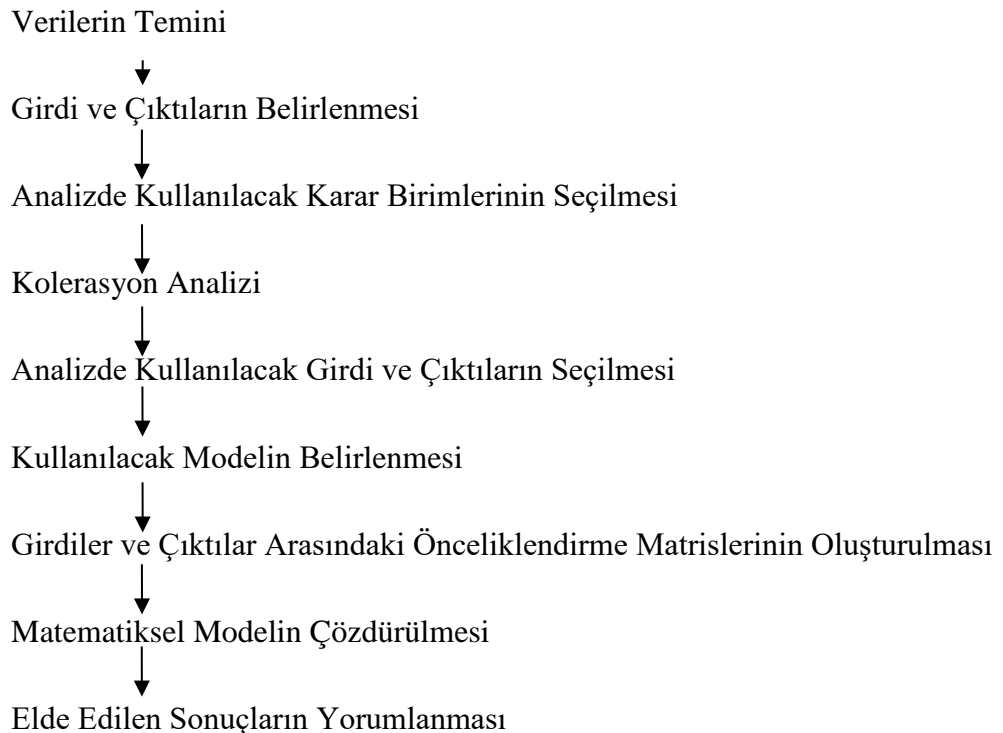 Verilerin Temini
Girdi ve Çıktıların Belirlenmesi
Analizde Kullanılacak Karar Birimlerinin Seçilmesi
Kolerasyon Analizi
Analizde Kullanılacak Girdi ve Çıktıların Seçilmesi
Kullanılacak Modelin Belirlenmesi
Girdiler ve Çıktılar Arasındaki Önceliklendirme Matrislerinin Oluşturulması
Matematiksel Modelin Çözdürülmesi
Elde Edilen Sonuçların Yorumlanması